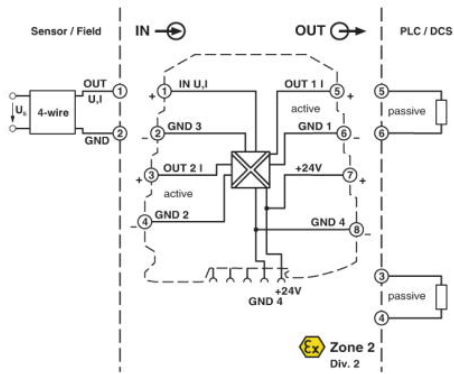 Sensor / Field IN OUT PLC / DCS
OUT 1 1 IN U,I OUT 1 I 5 5
U,I + + active passive
Us 4-wire
2 - 2 GND 3 GND 1 6 - 6
GND
3 OUT 2 I +24V 7
+ active +
4 GND 2 GND 4 8
- -
3
+24V passive
GND 4
4
Ex Zone 2
Div. 2